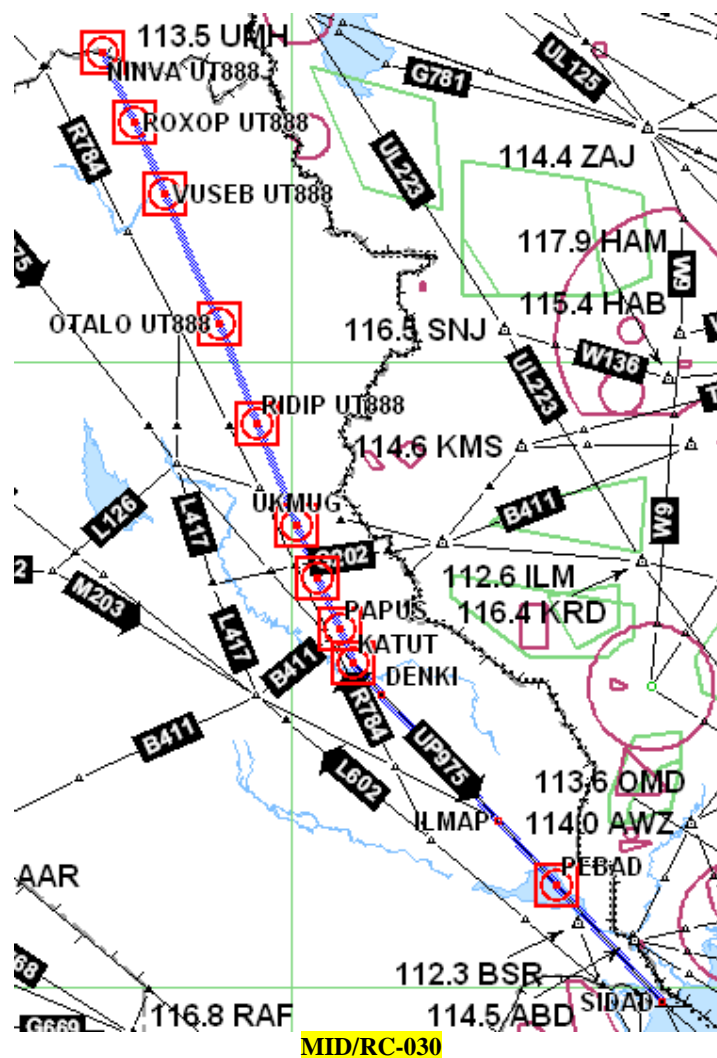 113.5 UMH
NINVA UT888
UL125
G781
ROXOP UT888
R784
UL223
114.4 ZAJ
VUSEB UT888
117.9 HAM
W9
115.4 HAB
OTALO UT888
116.5 SNJ
W136
UL223
RIDIP UT888
114.6 KMS
UKMUG
B411
L126
L417
W9
112.6 ILM
M203
PAPUS
116.4 KRD
L417
KATUT
B411
DENKI
R784
B411
UP975
L602
113.6 OMD
ILMAP
114.0 AWZ
PEBAD
AAR
112.3 BSR
SIDAD
116.8 RAF
114.5 ABD
G669
MID/RC-030